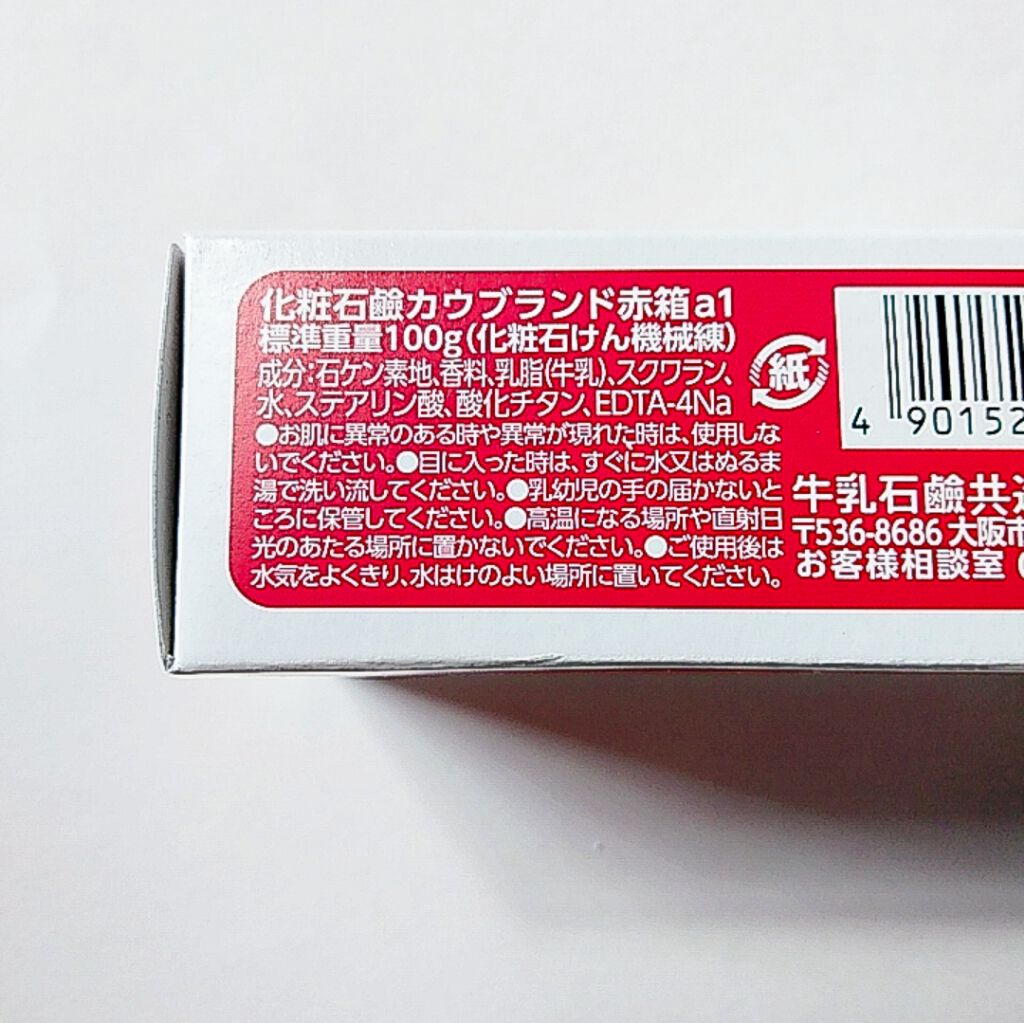 化粧石鹸カウブランド赤箱a1
標準重量100g(化粧石けん機械練)
成分:石ケン素地、香料、乳脂(牛乳)、スクワラン、
水、ステアリン酸、酸化チタン、EDTA-4Na
●お肌に異常のある時や異常が現れた時は、使用しな
いでください。●目に入った時は、すぐに水又はぬるま
湯で洗い流してください。●乳幼児の手の届かないと
ころに保管してください。●高温になる場所や直射日
光のあたる場所に置かないでください。●ご使用後は
水気をよくきり、水はけのよい場所に置いてください。
紙
4 90152
牛乳石鹼共
〒536-8686 大阪市
お客様相談室